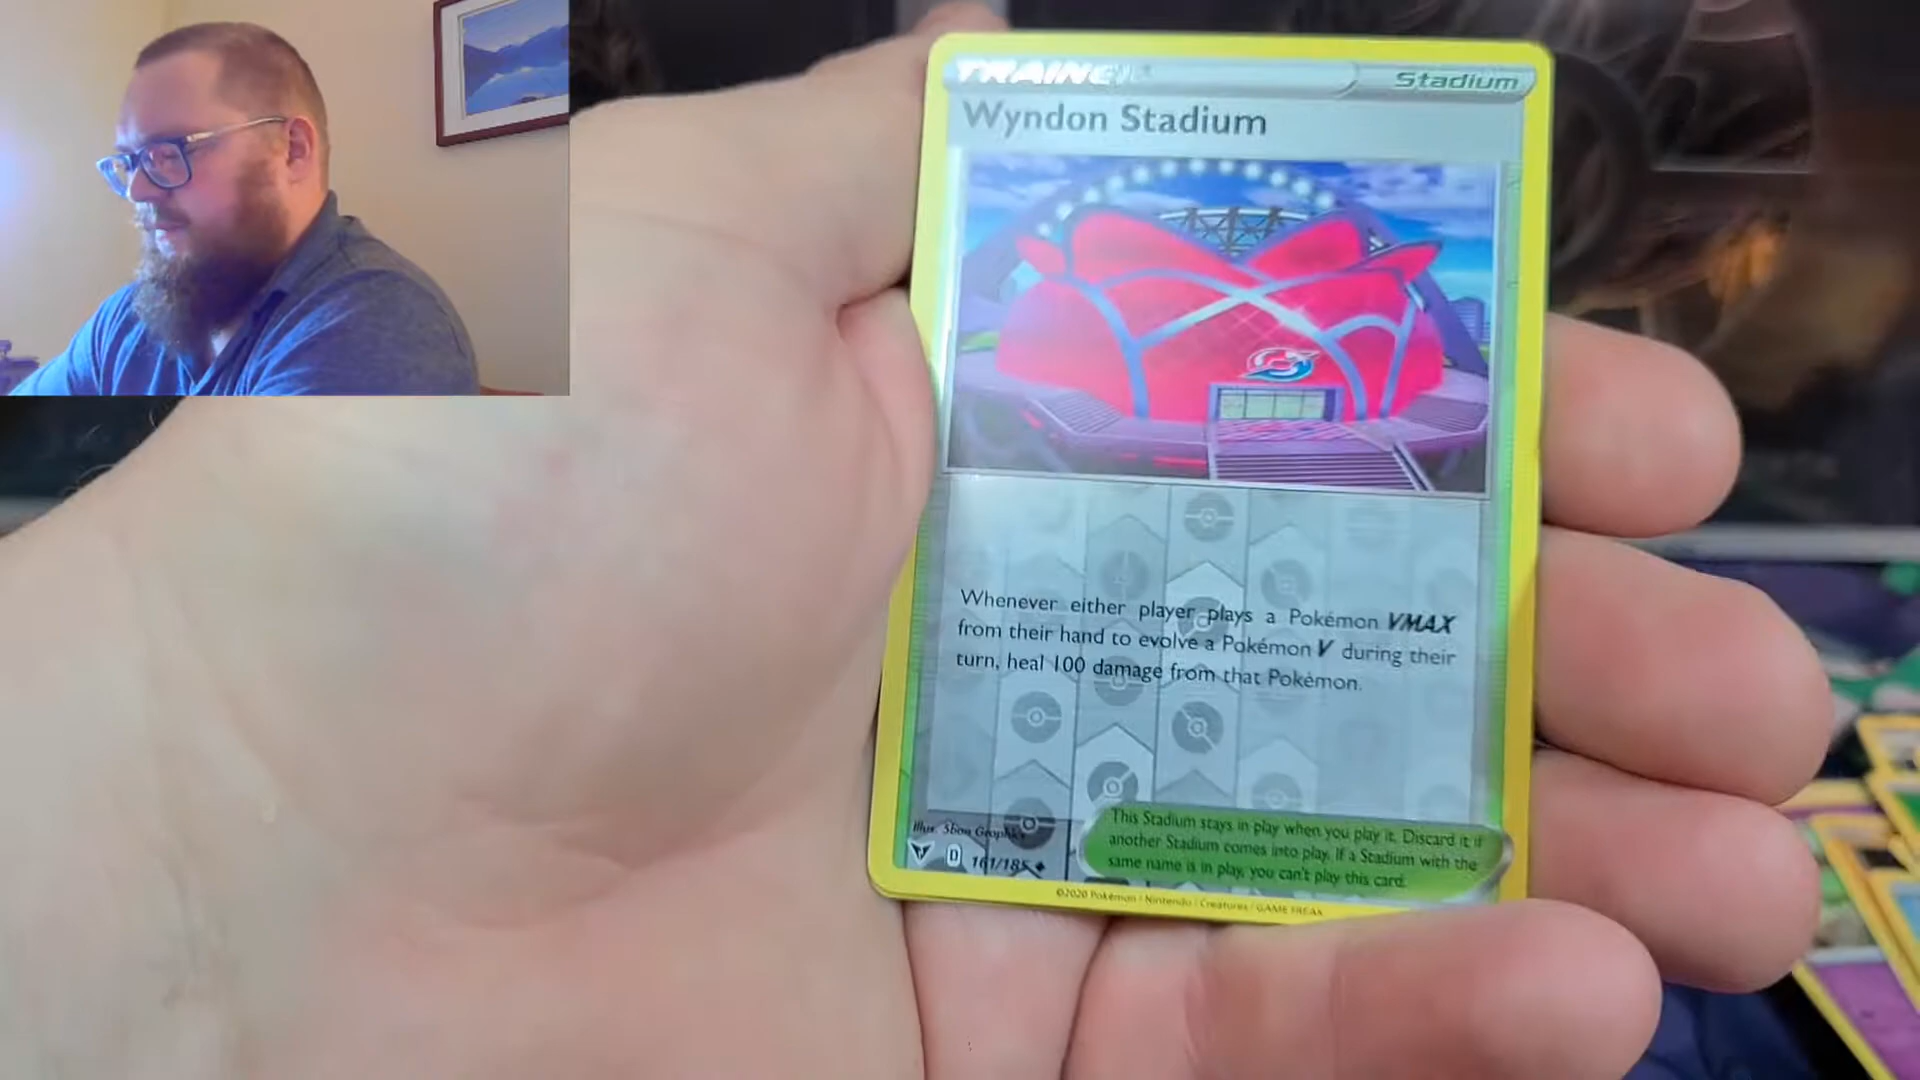 TRAINER
Stadium
Wyndon Stadium
Whenever either player plays a Pokémon VMAX
from their hand to evolve a Pokémon V during their
turn, heal 100 damage from that Pokémon.
Illus. Sbou Graphics
D 161/185
This Stadium stays in play when you play it. Discard it if
another Stadium comes into play. If a Stadium with the
same name is in play, you can't play this card.
©2020 Pokémon / Nintendo / Creatures / GAME FREAK